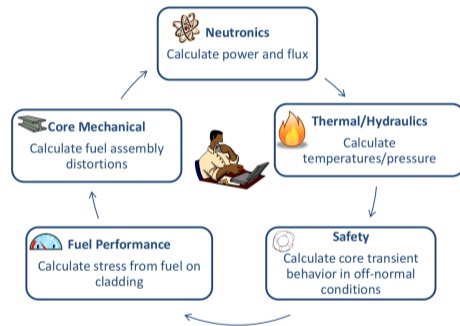 Neutronics
Calculate power and flux
Thermal/Hydraulics
Calculate
temperatures/pressure
Safety
Calculate core transient
behavior in off-normal
conditions
Fuel Performance
Calculate stress from fuel on
cladding
Core Mechanical
Calculate fuel assembly
distortions